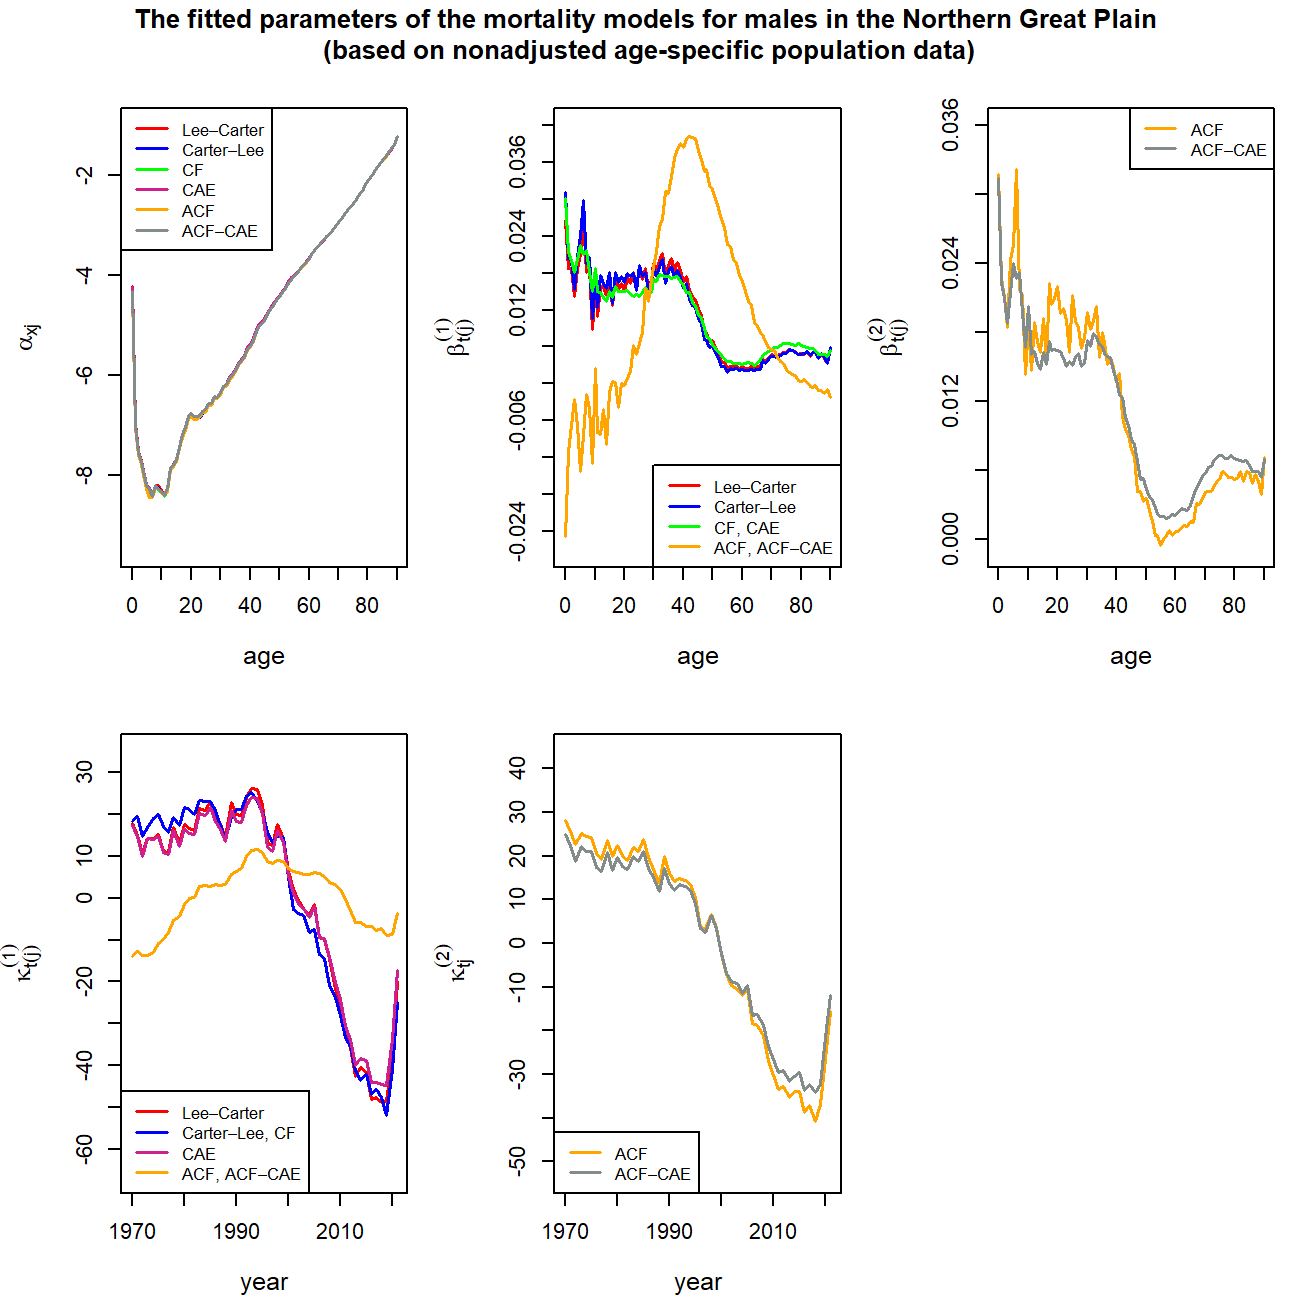 The fitted parameters of the mortality models for males in the Northern Great Plain
(based on nonadjusted age-specific population data)
αxj
-2
-4
-6
-8
Lee–Carter
Carter–Lee
CF
CAE
ACF
ACF–CAE
0 20 40 60 80
age
β(1)t(j)
0.036
0.024
0.012
-0.006
-0.024
Lee–Carter
Carter–Lee
CF, CAE
ACF, ACF–CAE
0 20 40 60 80
age
β(2)t(j)
0.036
0.024
0.012
0.000
ACF
ACF–CAE
0 20 40 60 80
age
κ(1)t(j)
30
10
0
-20
-40
-60
Lee–Carter
Carter–Lee, CF
CAE
ACF, ACF–CAE
1970 1990 2010
year
κ(2)tj
40
30
20
10
0
-10
-30
-50
ACF
ACF–CAE
1970 1990 2010
year